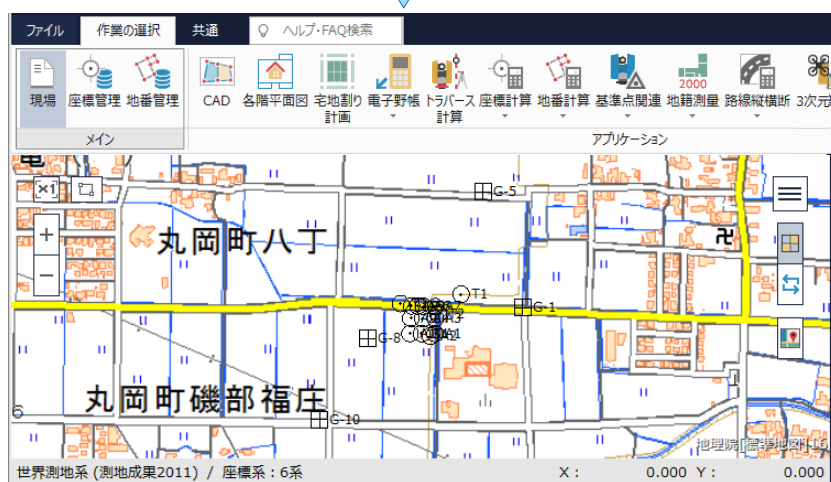 ファイル 作業の選択 共通 ヘルプ・FAQ検索
現場 座標管理 地番管理 CAD 各階平面図 宅地割り計画 電子野帳 トラバース計算 座標計算 地番計算 基準点関連 地籍測量 路線縦横断 3次元
2000
メイン アプリケーション
×1
G-5
丸岡町八丁
卍
T1
G-1
G-8
丸岡町磯部福庄
G-10
6
地理院[標準地図]16
世界測地系 (測地成果2011) / 座標系：6系 X： 0.000 Y： 0.000